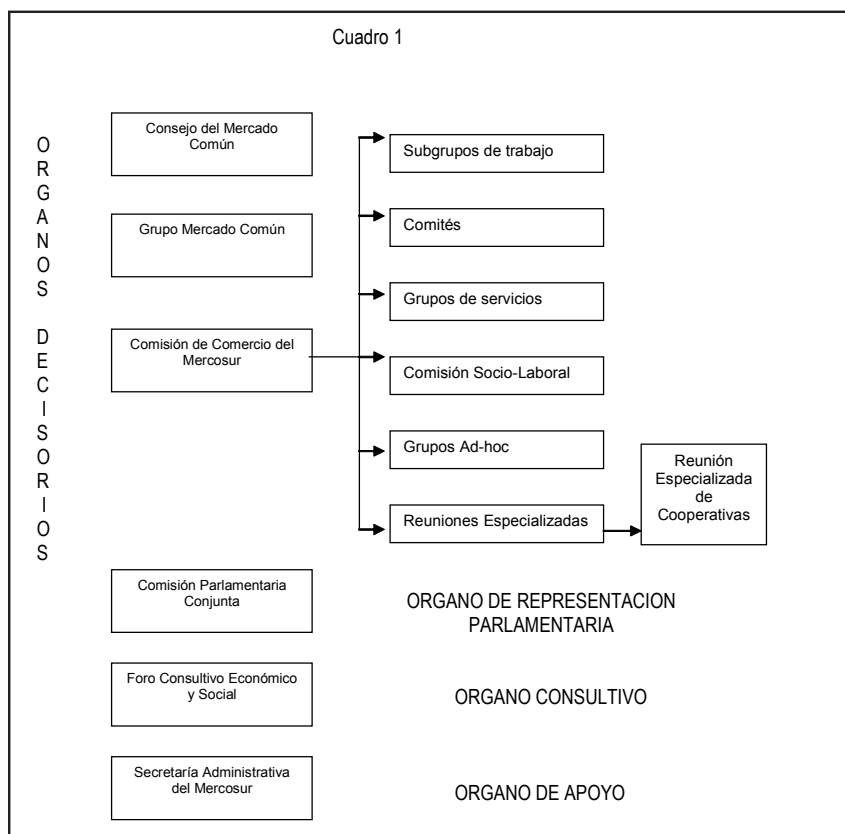 Cuadro 1
ORGANOS DECISORIOS
Consejo del Mercado
Común
Grupo Mercado Común
Comisión de Comercio del
Mercosur
Subgrupos de trabajo
Comités
Grupos de servicios
Comisión Socio-Laboral
Grupos Ad-hoc
Reuniones Especializadas
Reunión
Especializada
de
Cooperativas
Comisión Parlamentaria
Conjunta
ORGANO DE REPRESENTACION
PARLAMENTARIA
Foro Consultivo Económico
y Social
ORGANO CONSULTIVO
Secretaría Administrativa
del Mercosur
ORGANO DE APOYO